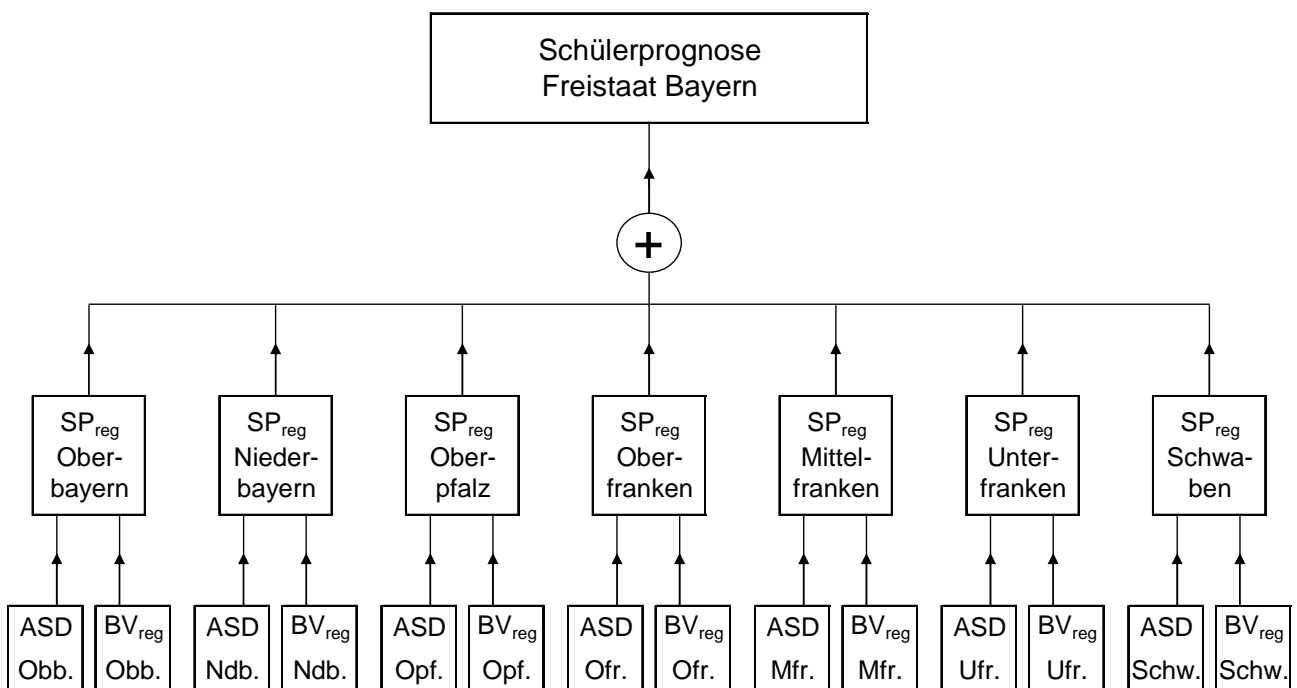 Schülerprognose
Freistaat Bayern
+
SPreg
Ober-
bayern
SPreg
Nieder-
bayern
SPreg
Ober-
pfalz
SPreg
Ober-
franken
SPreg
Mittel-
franken
SPreg
Unter-
franken
SPreg
Schwa-
ben
ASD
Obb.
BVreg
Obb.
ASD
Ndb.
BVreg
Ndb.
ASD
Opf.
BVreg
Opf.
ASD
Ofr.
BVreg
Ofr.
ASD
Mfr.
BVreg
Mfr.
ASD
Ufr.
BVreg
Ufr.
ASD
Schw.
BVreg
Schw.